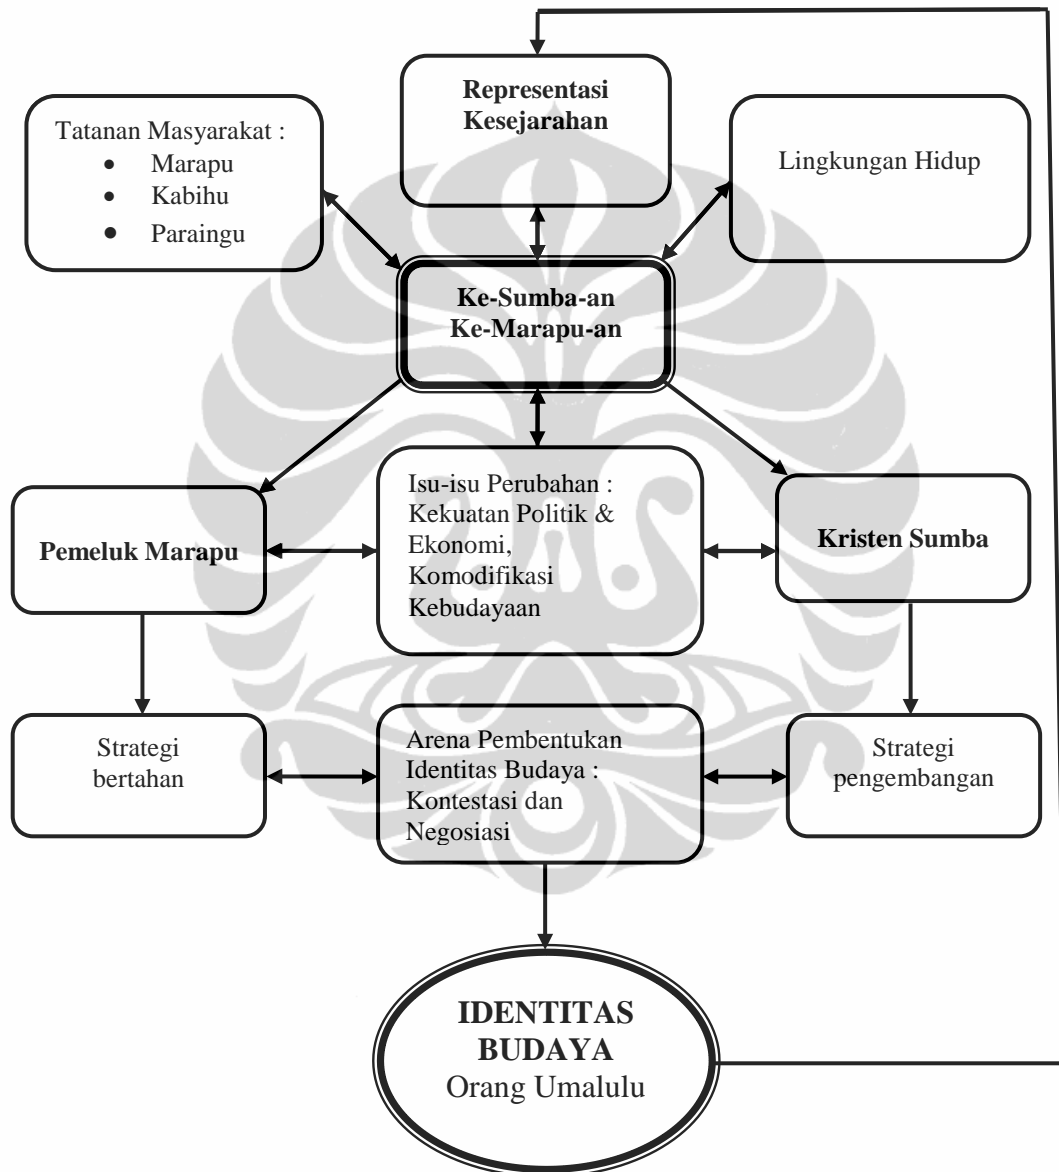 Representasi
Kesejarahan
Tatanan Masyarakat :
• Marapu
• Kabihu
• Paraingu
Lingkungan Hidup
Ke-Sumba-an
Ke-Marapu-an
Isu-isu Perubahan :
Kekuatan Politik &
Ekonomi,
Komodifikasi
Kebudayaan
Pemeluk Marapu
Kristen Sumba
Strategi
bertahan
Arena Pembentukan
Identitas Budaya :
Kontestasi dan
Negosiasi
Strategi
pengembangan
IDENTITAS
BUDAYA
Orang Umalulu